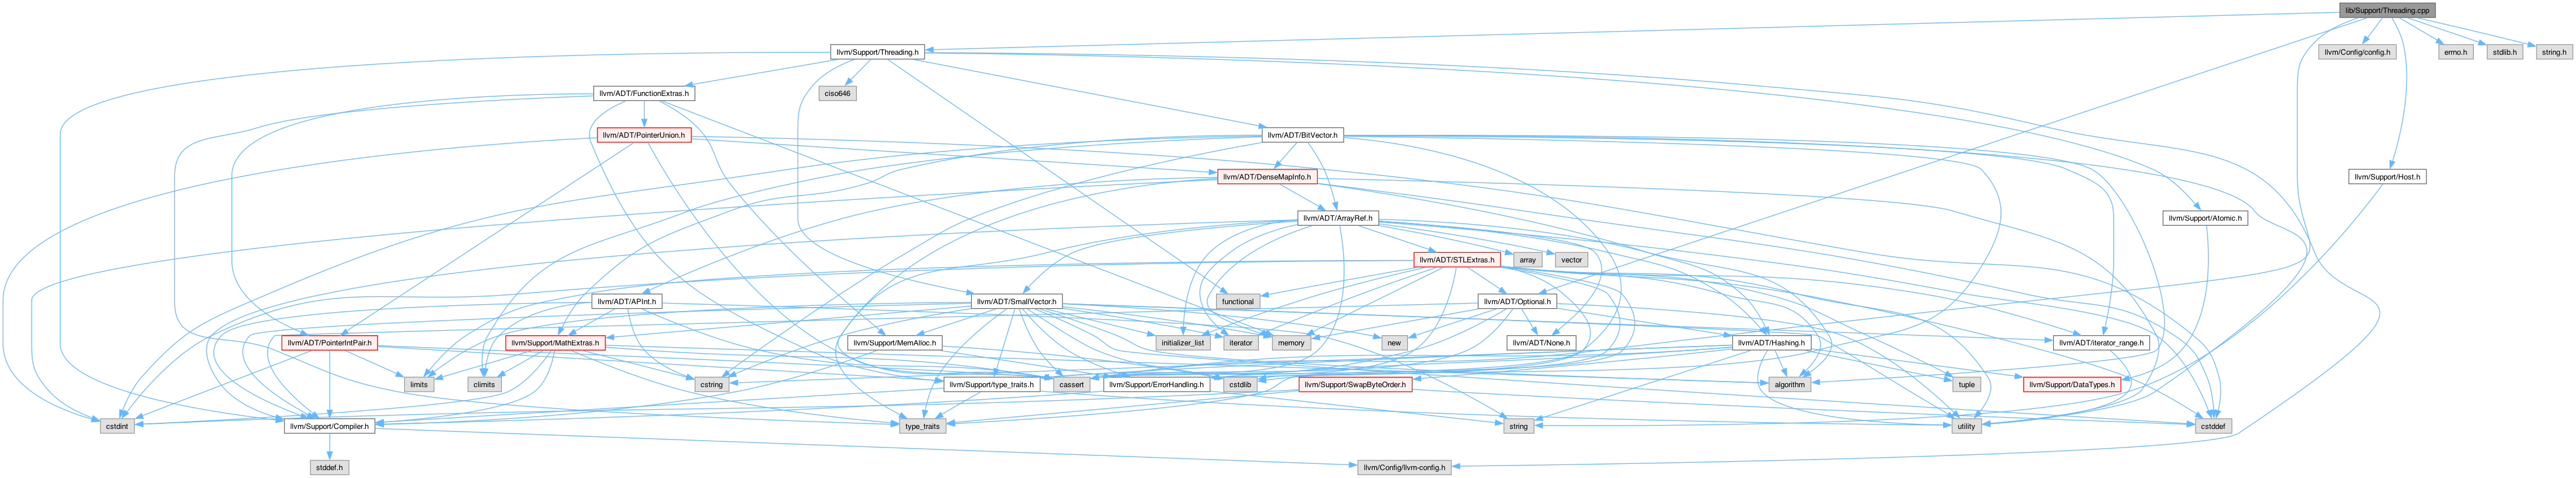 lib/Support/Threading.cpp
llvm/Support/Threading.h
llvm/Config/config.h
errno.h
stdlib.h
string.h
llvm/ADT/FunctionExtras.h
ciso646
llvm/ADT/PointerUnion.h
llvm/ADT/BitVector.h
llvm/ADT/DenseMapInfo.h
llvm/Support/Host.h
llvm/ADT/ArrayRef.h
llvm/Support/Atomic.h
llvm/ADT/STLExtras.h
array
vector
llvm/ADT/APInt.h
llvm/ADT/SmallVector.h
functional
llvm/ADT/Optional.h
llvm/ADT/PointerIntPair.h
llvm/Support/MathExtras.h
llvm/Support/MemAlloc.h
initializer_list
iterator
memory
new
llvm/ADT/None.h
llvm/ADT/Hashing.h
llvm/ADT/iterator_range.h
limits
climits
cstring
llvm/Support/type_traits.h
cassert
llvm/Support/ErrorHandling.h
cstdlib
llvm/Support/SwapByteOrder.h
algorithm
tuple
llvm/Support/DataTypes.h
cstdint
llvm/Support/Compiler.h
type_traits
string
utility
cstddef
stddef.h
llvm/Config/llvm-config.h